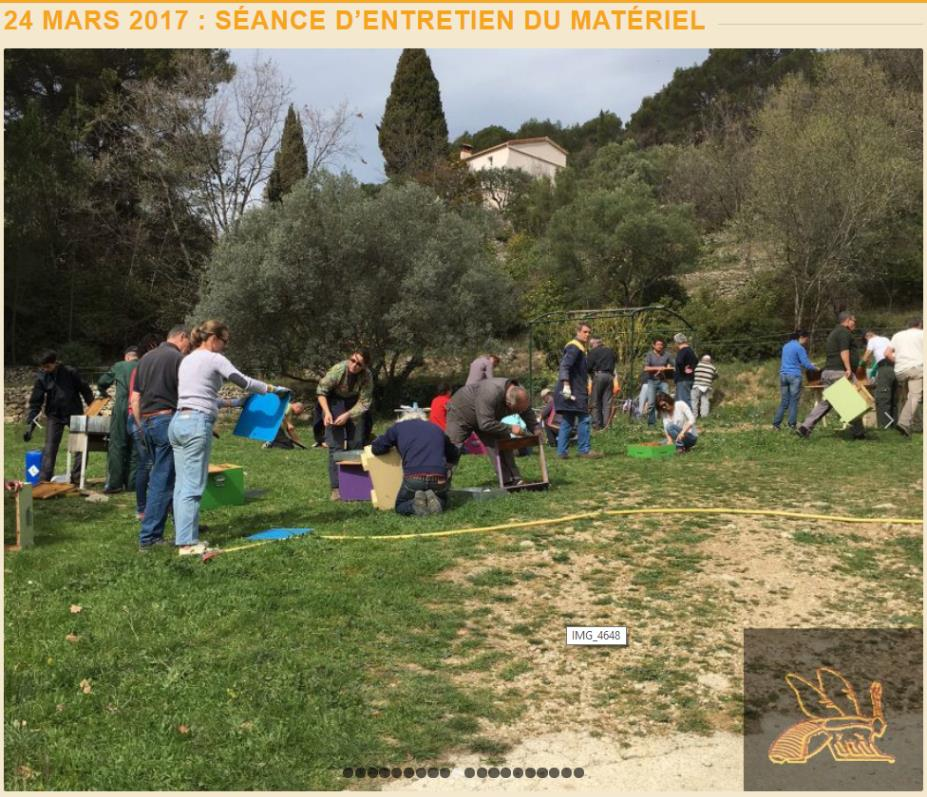 24 MARS 2017 : SÉANCE D’ENTRETIEN DU MATÉRIEL
IMG_4648